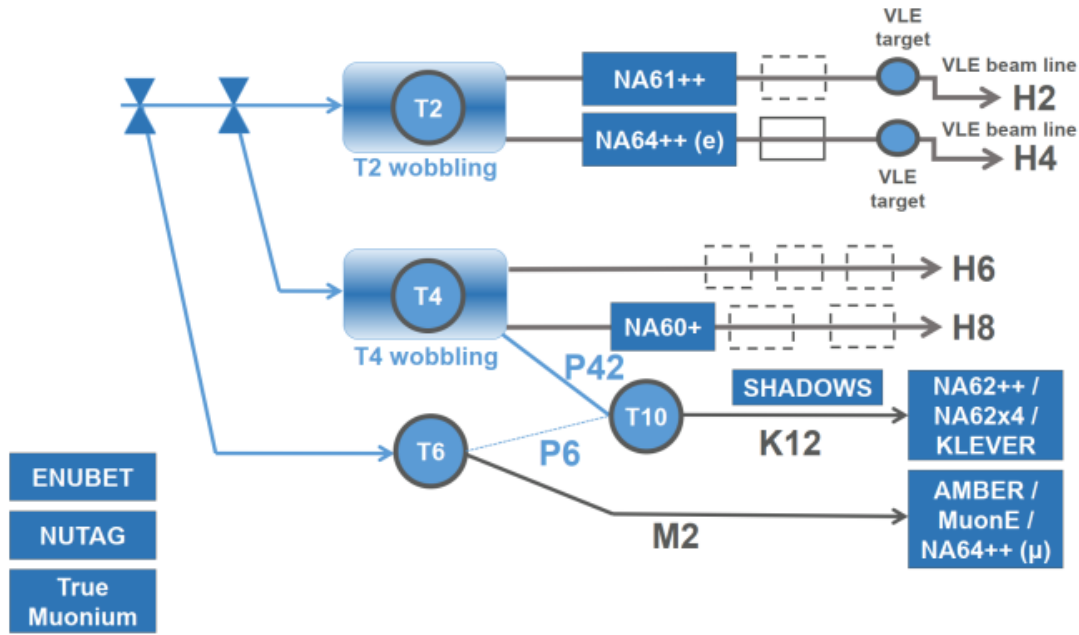 VLE
target
VLE beam line
NA61++
H2
T2
VLE beam line
NA64++ (e)
H4
T2 wobbling
VLE
target
H6
T4
NA60+
H8
T4 wobbling
P42
SHADOWS
NA62++ /
NA62x4 /
KLEVER
T10
K12
T6
P6
ENUBET
AMBER /
MuonE /
NA64++ (μ)
M2
NUTAG
True
Muonium